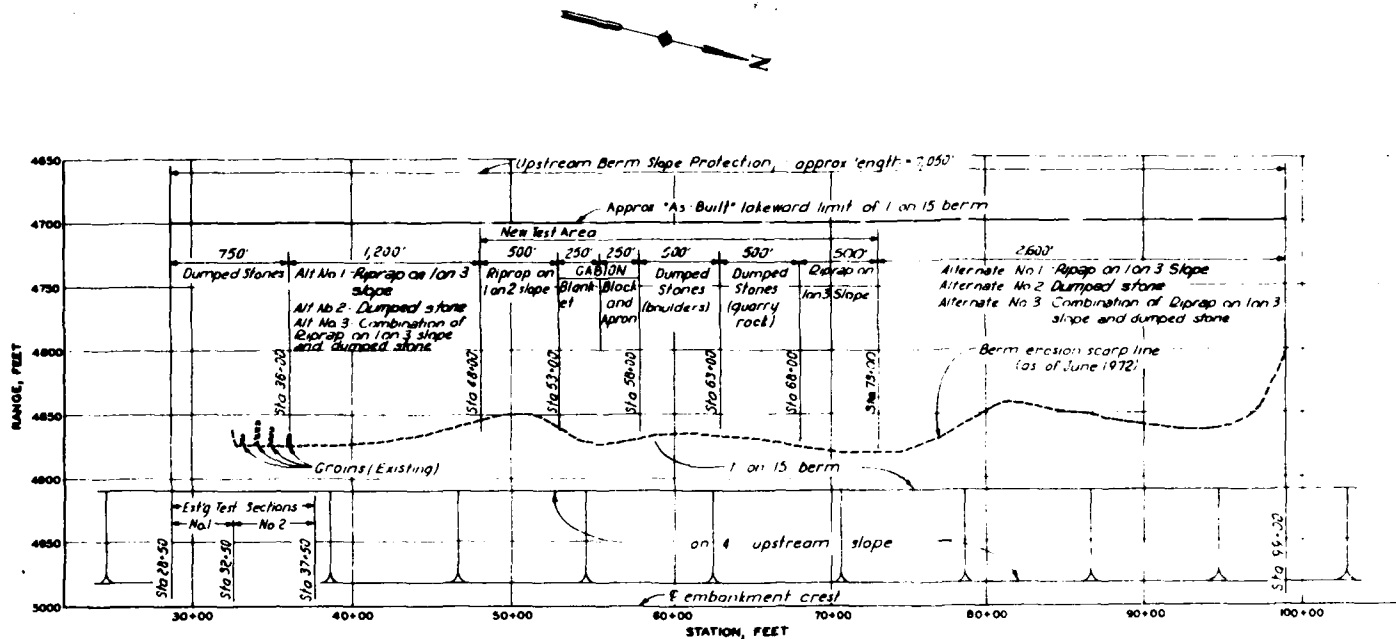 N
Upstream Berm Slope Protection, approx length = 7,050'
Approx "As-Built" lakeward limit of 1 on 15 berm
New Test Area
750'
1,200'
500'
250'
250'
500'
500'
500'
2,600'
Dumped Stones
Alt No. 1 - Riprap on 1 on 3
slope
Alt No 2 - Dumped stone
Alt No. 3 - Combination of
Riprap on 1 on 3 slope
and dumped stone
Riprap on
1 on 2 slope
GABION
Blank-
et
Block
and
Apron
Dumped
Stones
(boulders)
Dumped
Stones
(quarry
rock)
Riprap on
1 on 3 Slope
Alternate No. 1 Riprap on 1 on 3 Slope
Alternate No. 2 Dumped stone
Alternate No. 3 Combination of Riprap on 1 on 3
slope and dumped stone
Sta 36+00
Sta 48+00
Sta 53+00
Sta 58+00
Sta 63+00
Sta 68+00
Sta 73+00
Berm erosion scarp line
(as of June 1972)
Groins (Existing)
1 on 15 berm
Exst'g Test Sections
No.1
No 2
Sta 28+50
Sta 32+50
Sta 37+50
on 4 upstream slope
Sta 99+00
℄ embankment crest
RANGE, FEET
4650
4700
4750
4800
4850
4900
4950
5000
30+00
40+00
50+00
60+00
70+00
80+00
90+00
100+00
STATION, FEET